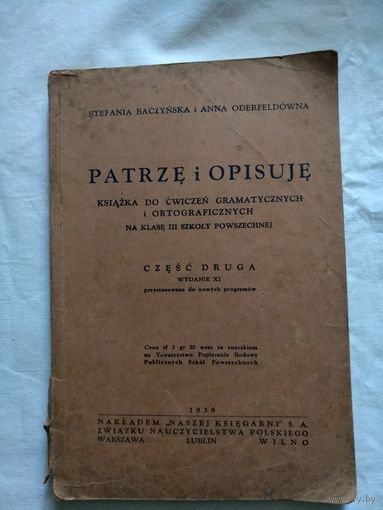 STEFANIA BACZYŃSKA i ANNA ODERFELDÓWNA
PATRZĘ i OPISUJĘ
KSIĄŻKA DO ĆWICZEŃ GRAMATYCZNYCH
i ORTOGRAFICZNYCH
NA KLASĘ III SZKOŁY POWSZECHNEJ
CZĘŚĆ DRUGA
WYDANIE XI
przystosowane do nowych programów
Cena zł 1 gr 20 wraz ze znaczkiem
na Towarzystwo Popierania Budowy
Publicznych Szkół Powszechnych
1938
NAKŁADEM „NASZEJ KSIĘGARNI" S. A.
ZWIĄZKU NAUCZYCIELSTWA POLSKIEGO
WARSZAWA LUBLIN WILNO